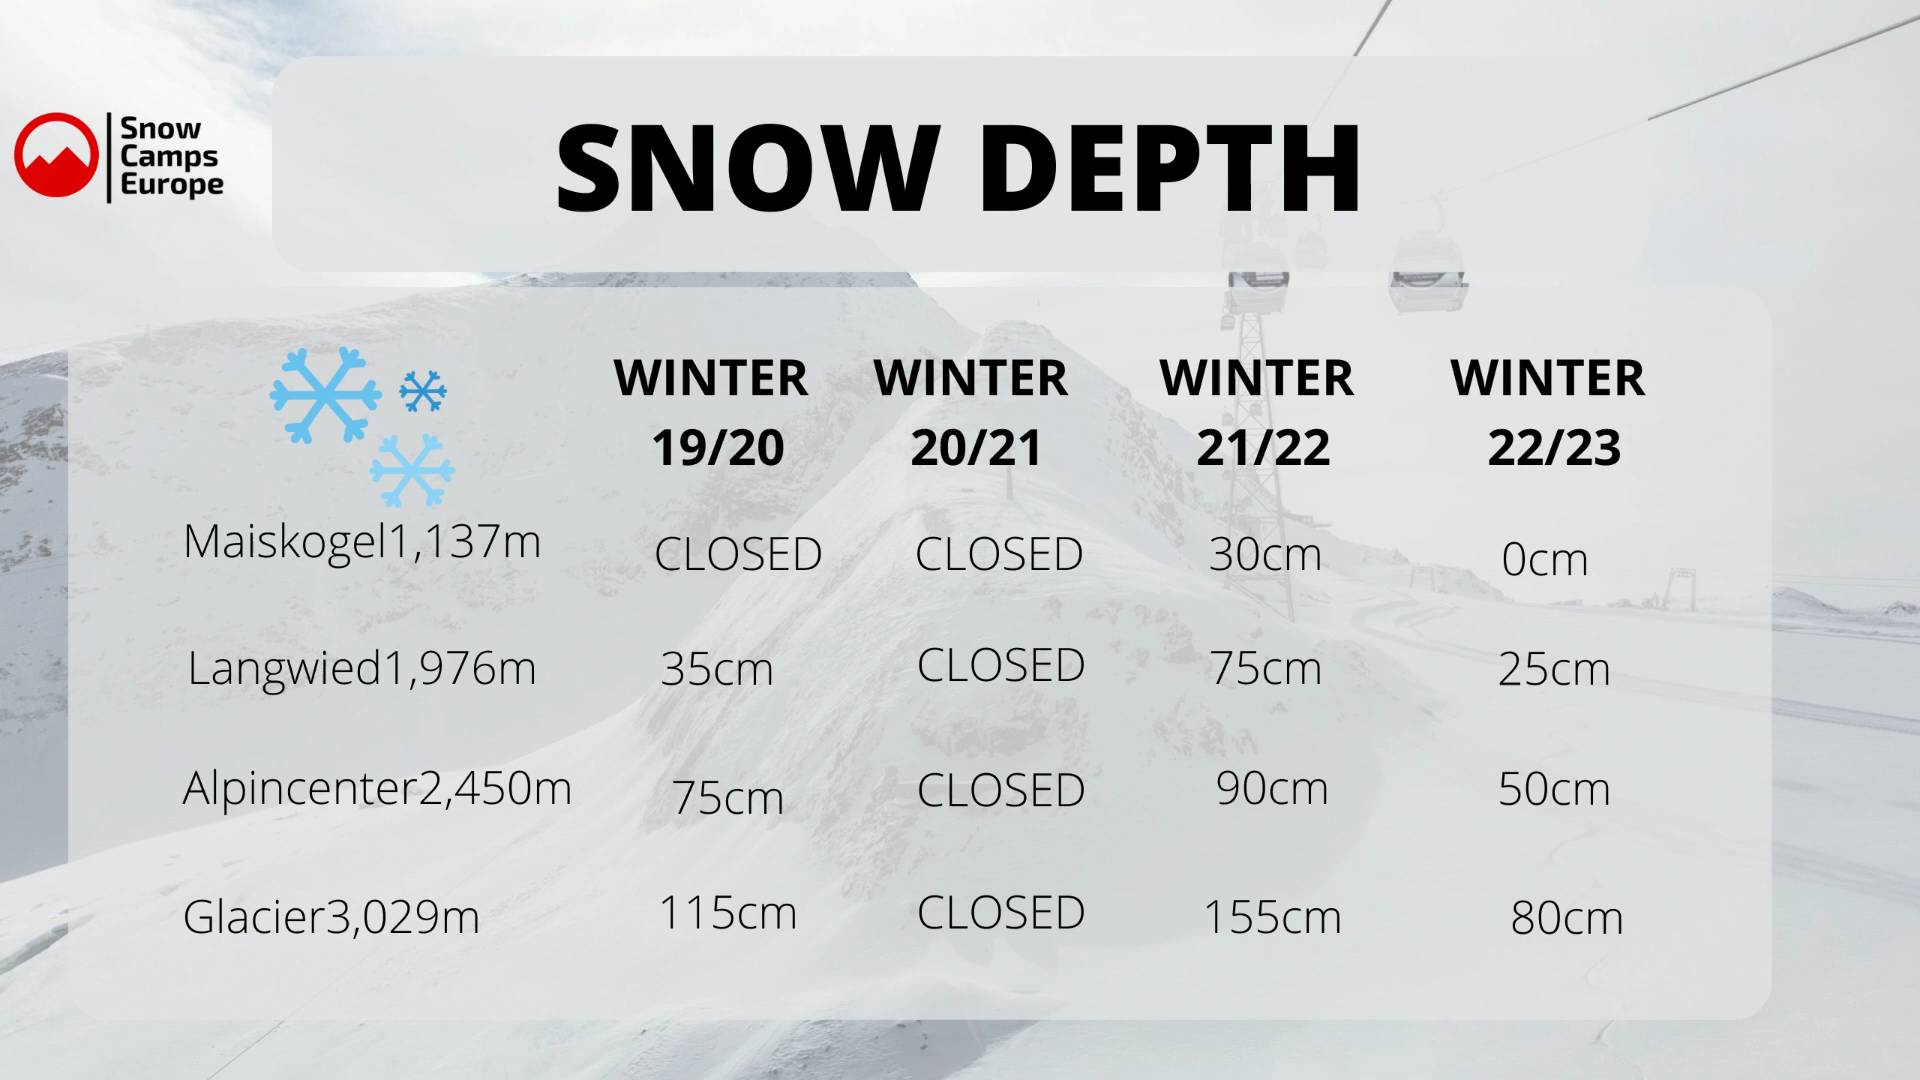 Snow
Camps
Europe
SNOW DEPTH
WINTER 19/20
WINTER 20/21
WINTER 21/22
WINTER 22/23
Maiskogel1,137m CLOSED CLOSED 30cm 0cm
Langwied1,976m 35cm CLOSED 75cm 25cm
Alpincenter2,450m 75cm CLOSED 90cm 50cm
Glacier3,029m 115cm CLOSED 155cm 80cm